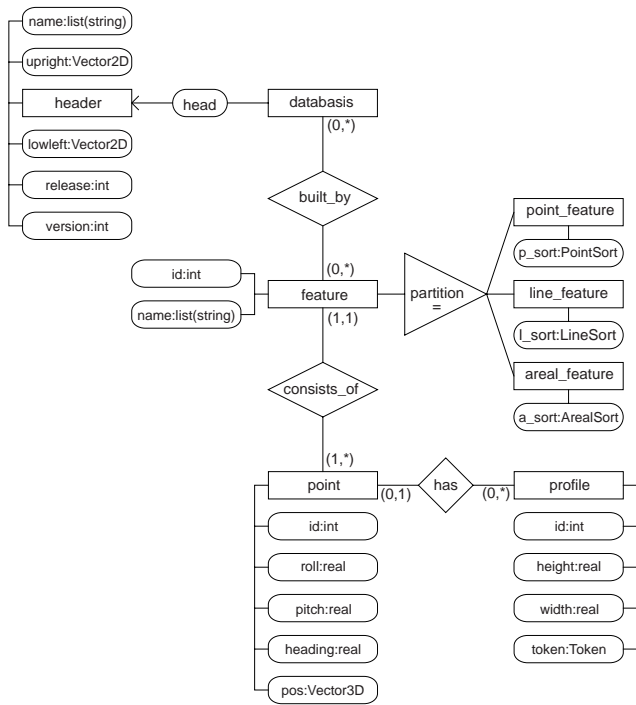 name:list(string)
upright:Vector2D
header
head
databasis
(0,*)
lowleft:Vector2D
release:int
version:int
built_by
(0,*)
id:int
feature
name:list(string)
(1,1)
partition
=
point_feature
p_sort:PointSort
line_feature
l_sort:LineSort
areal_feature
a_sort:ArealSort
consists_of
(1,*)
point
(0,1)
has
(0,*)
profile
id:int
roll:real
pitch:real
heading:real
pos:Vector3D
id:int
height:real
width:real
token:Token